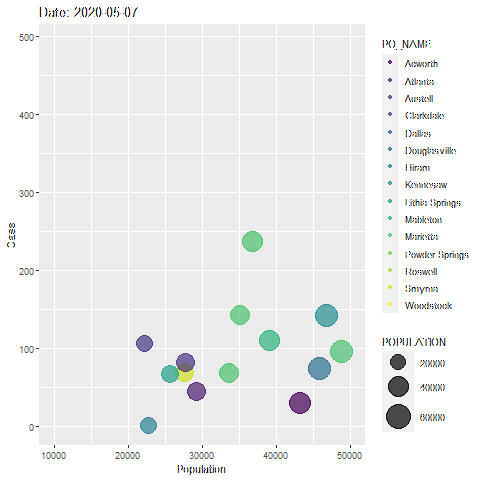 Date: 2020-05-07
500
400
300
200
100
0
Case
10000 20000 30000 40000 50000
Population
PO_NAME
Acworth
Atlanta
Austell
Clarkdale
Dallas
Douglasville
Hiram
Kennesaw
Lithia Springs
Mableton
Marietta
Powder Springs
Roswell
Smyrna
Woodstock
POPULATION
20000
40000
60000